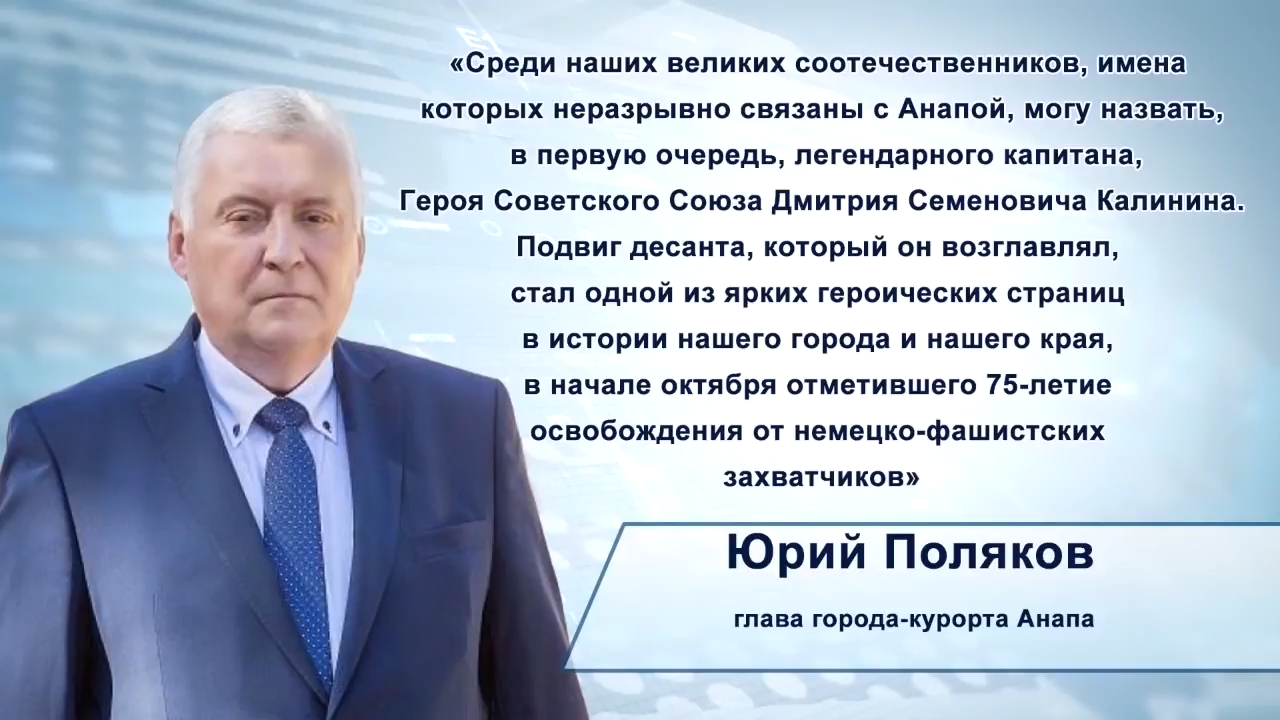 «Среди наших великих соотечественников, имена
которых неразрывно связаны с Анапой, могу назвать,
в первую очередь, легендарного капитана,
Героя Советского Союза Дмитрия Семеновича Калинина.
Подвиг десанта, который он возглавлял,
стал одной из ярких героических страниц
в истории нашего города и нашего края,
в начале октября отметившего 75-летие
освобождения от немецко-фашистских
захватчиков»
Юрий Поляков
глава города-курорта Анапа